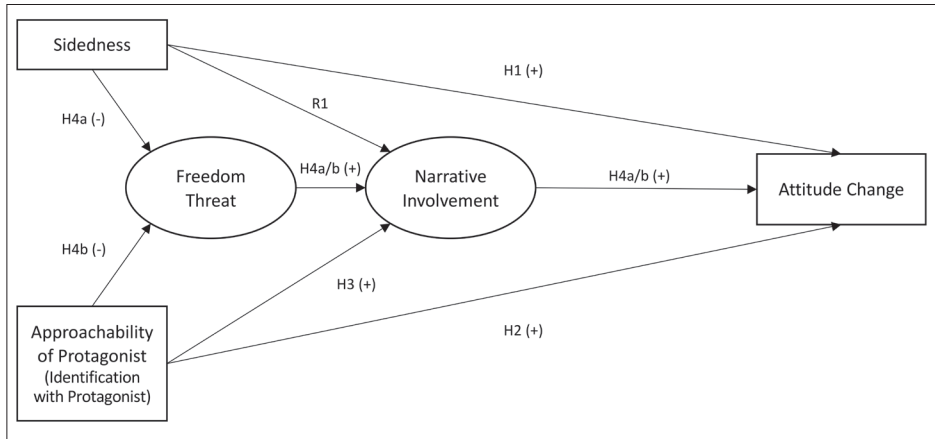 Sidedness
H1 (+)
R1
H4a (-)
Freedom
Threat
H4a/b (+)
Narrative
Involvement
H4a/b (+)
Attitude Change
H4b (-)
H3 (+)
H2 (+)
Approachability
of Protagonist
(Identification
with Protagonist)